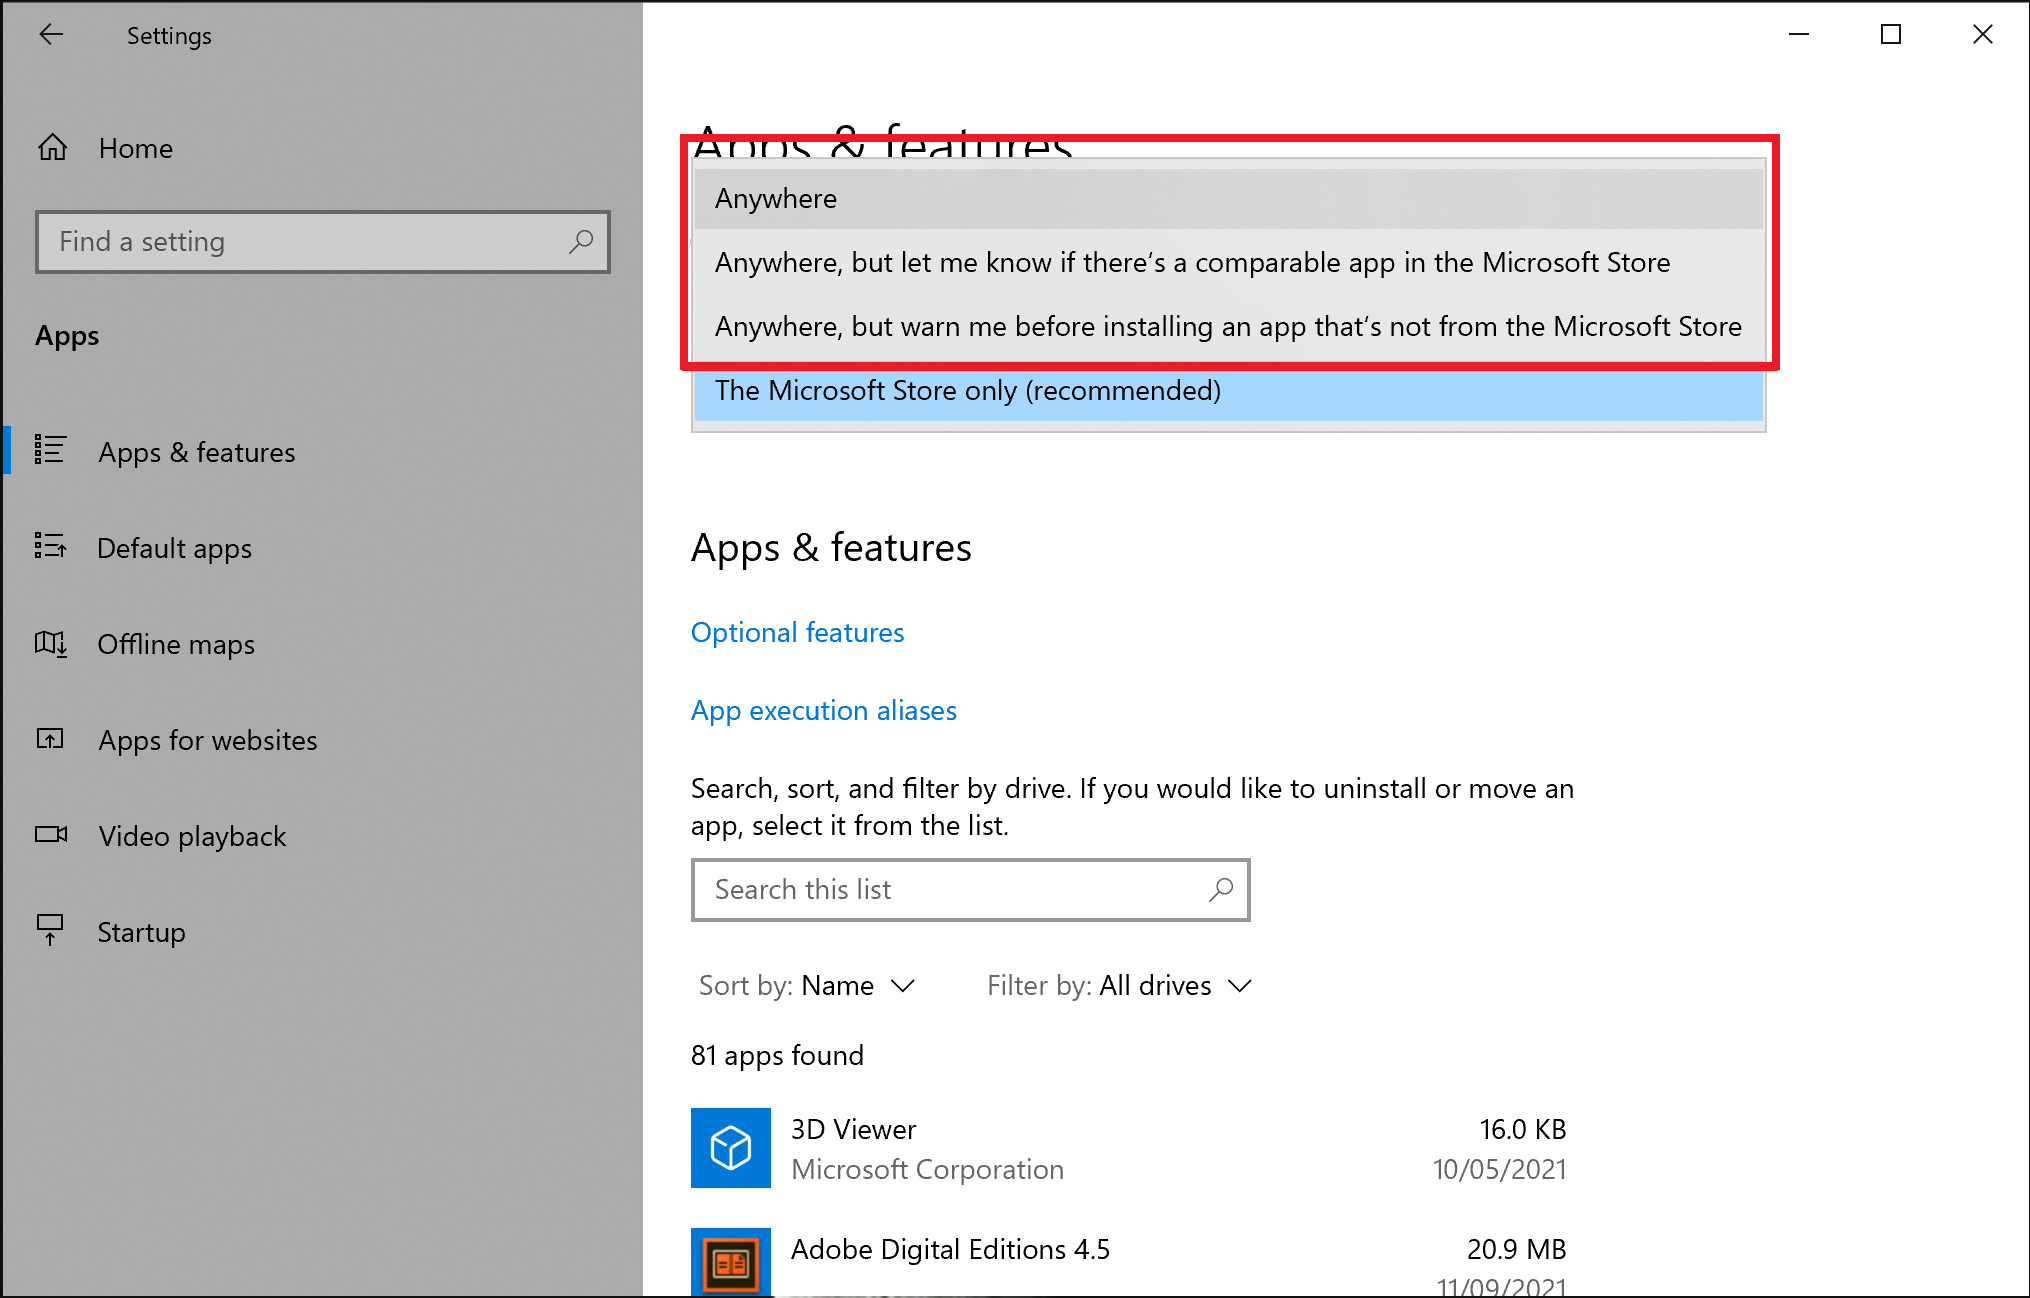 Settings
Home
Find a setting
Apps
Apps & features
Default apps
Offline maps
Apps for websites
Video playback
Startup
Apps & features
Anywhere
Anywhere, but let me know if there's a comparable app in the Microsoft Store
Anywhere, but warn me before installing an app that's not from the Microsoft Store
The Microsoft Store only (recommended)
Apps & features
Optional features
App execution aliases
Search, sort, and filter by drive. If you would like to uninstall or move an
app, select it from the list.
Search this list
Sort by: Name Filter by: All drives
81 apps found
3D Viewer 16.0 KB
Microsoft Corporation 10/05/2021
Adobe Digital Editions 4.5 20.9 MB
11/09/2021